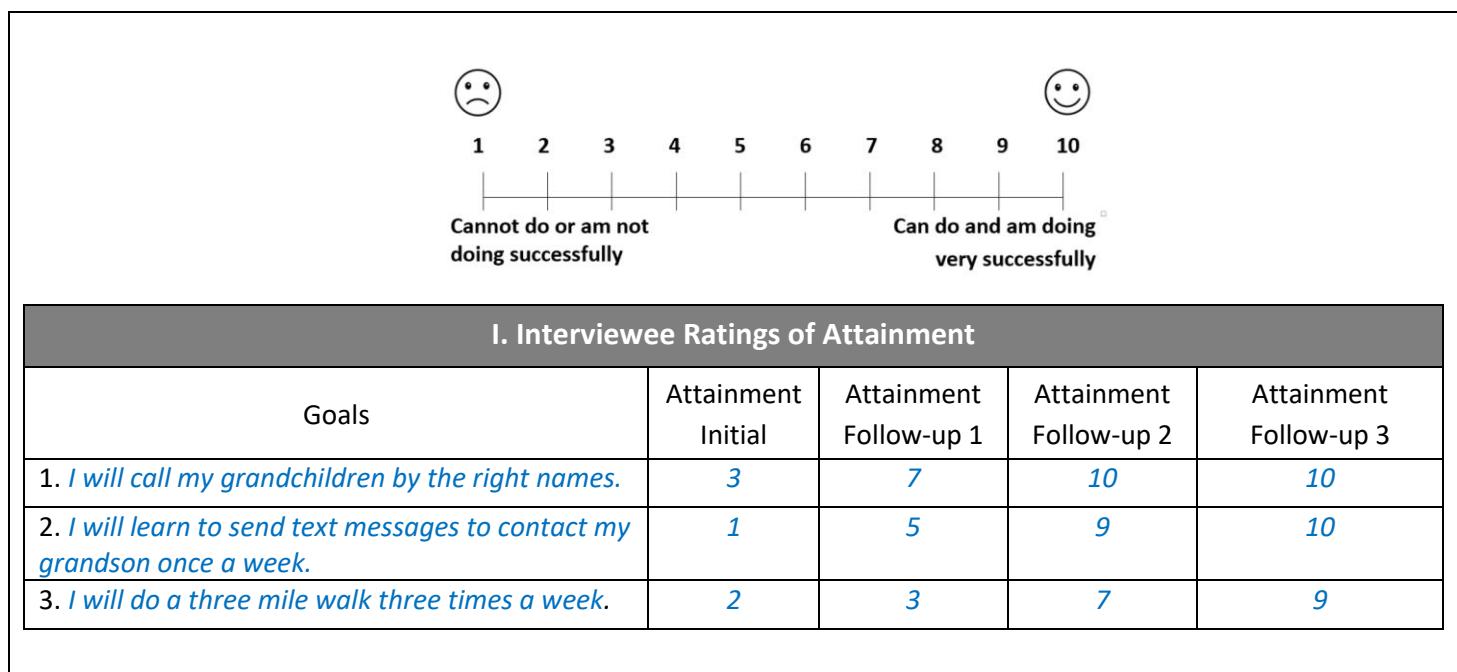 1 2 3 4 5 6 7 8 9 10
Cannot do or am not
doing successfully
Can do and am doing
very successfully
I. Interviewee Ratings of Attainment
Goals
Attainment
Initial
Attainment
Follow-up 1
Attainment
Follow-up 2
Attainment
Follow-up 3
1. I will call my grandchildren by the right names.
3
7
10
10
2. I will learn to send text messages to contact my
grandson once a week.
1
5
9
10
3. I will do a three mile walk three times a week.
2
3
7
9